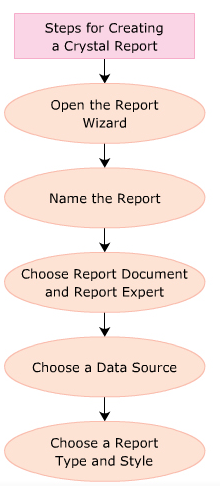 Steps for Creating
a Crystal Report
Open the Report
Wizard
Name the Report
Choose Report Document
and Report Expert
Choose a Data Source
Choose a Report
Type and Style